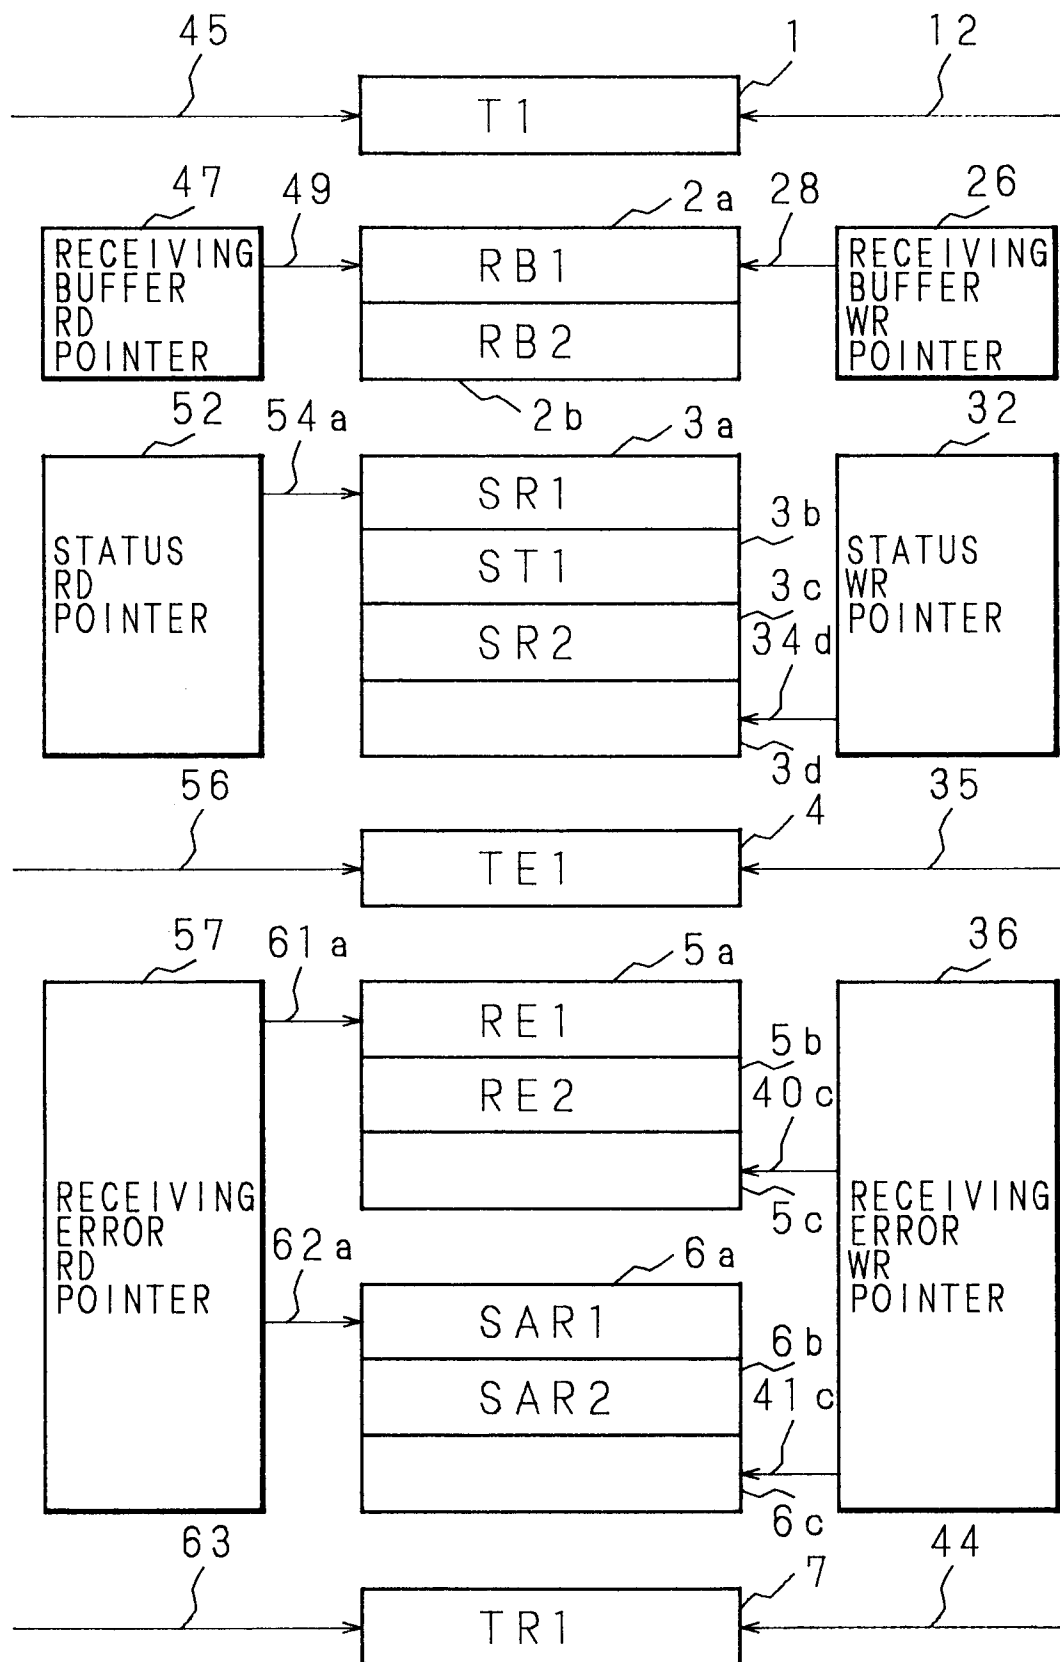 45 1 12
T1
47 49 2a 28 26
RECEIVING
BUFFER
RD
POINTER
RB1
RB2
RECEIVING
BUFFER
WR
POINTER
52 54a 2b 3a 32
STATUS
RD
POINTER
SR1
3b
ST1
3c
SR2
34d
3d
STATUS
WR
POINTER
56 4 35
TE1
57 61a 5a 36
RE1
5b
RE2
40c
5c
RECEIVING
ERROR
RD
POINTER
RECEIVING
ERROR
WR
POINTER
62a 6a
SAR1
6b
SAR2
41c
6c
63 7 44
TR1